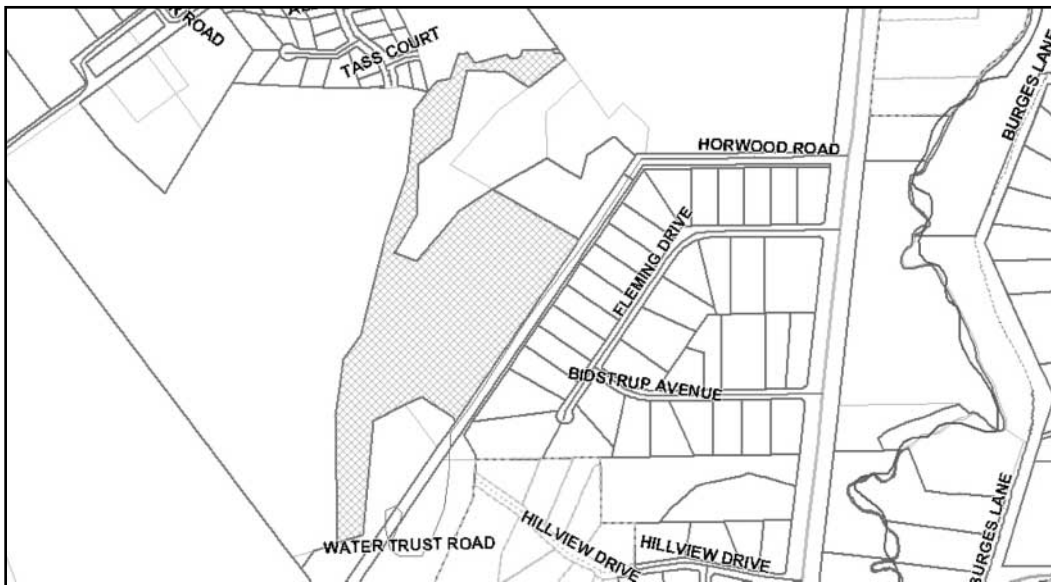 ROAD
TASS COURT
HORWOOD ROAD
BURGES LANE
FLEMING DRIVE
BIDSTRUP AVENUE
WATER TRUST ROAD
HILLVIEW DRIVE
HILLVIEW DRIVE
BURGES LANE